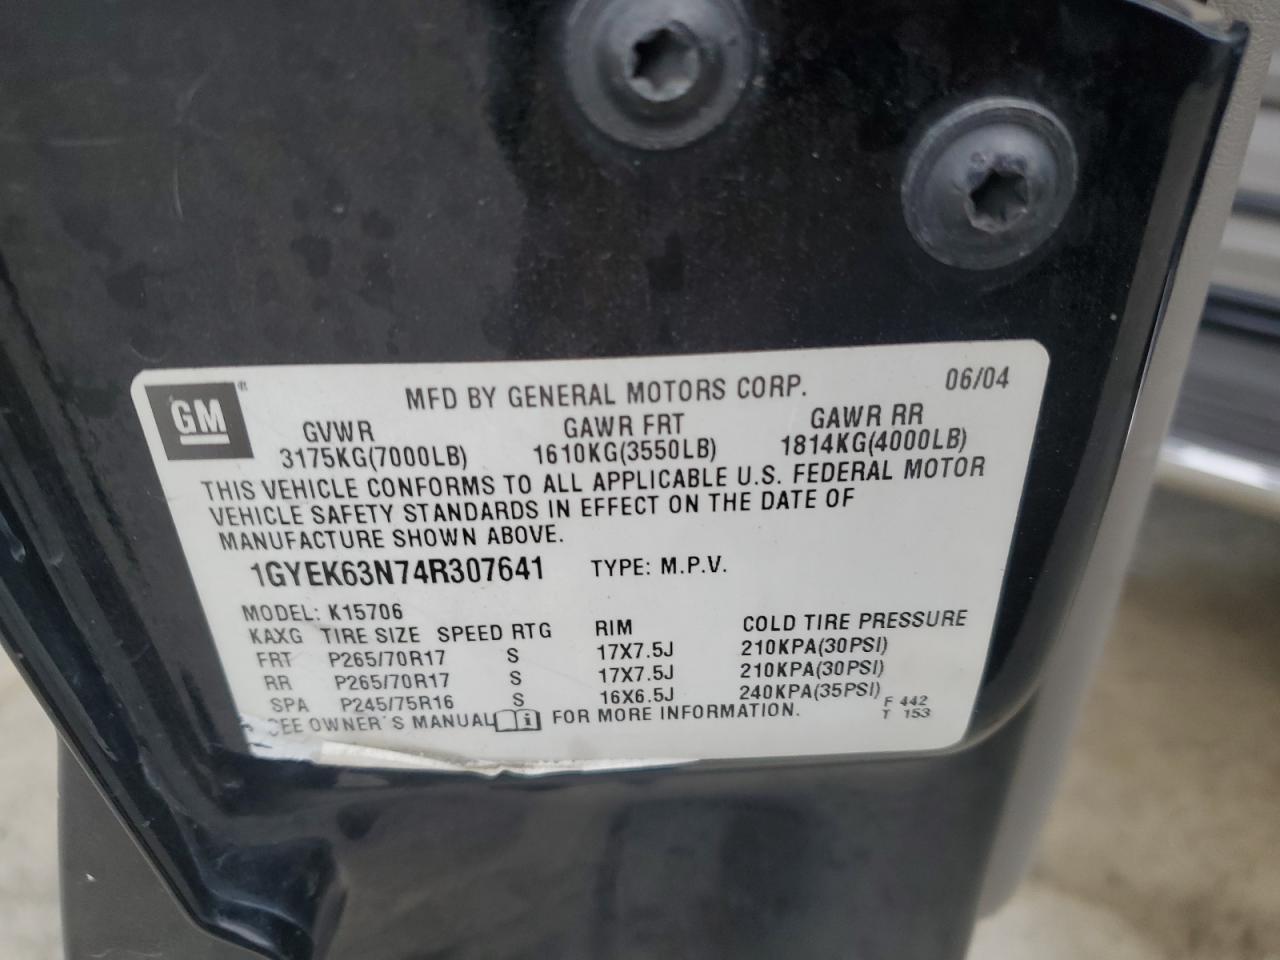 GM ®
MFD BY GENERAL MOTORS CORP. 06/04
GVWR GAWR FRT GAWR RR
3175KG(7000LB) 1610KG(3550LB) 1814KG(4000LB)
THIS VEHICLE CONFORMS TO ALL APPLICABLE U.S. FEDERAL MOTOR
VEHICLE SAFETY STANDARDS IN EFFECT ON THE DATE OF
MANUFACTURE SHOWN ABOVE.
1GYEK63N74R307641 TYPE: M.P.V.
MODEL: K15706
KAXG TIRE SIZE SPEED RTG RIM COLD TIRE PRESSURE
FRT P265/70R17 S 17X7.5J 210KPA(30PSI)
RR P265/70R17 S 17X7.5J 210KPA(30PSI)
SPA P245/75R16 S 16X6.5J 240KPA(35PSI) F 442
SEE OWNER'S MANUAL i FOR MORE INFORMATION. T 153